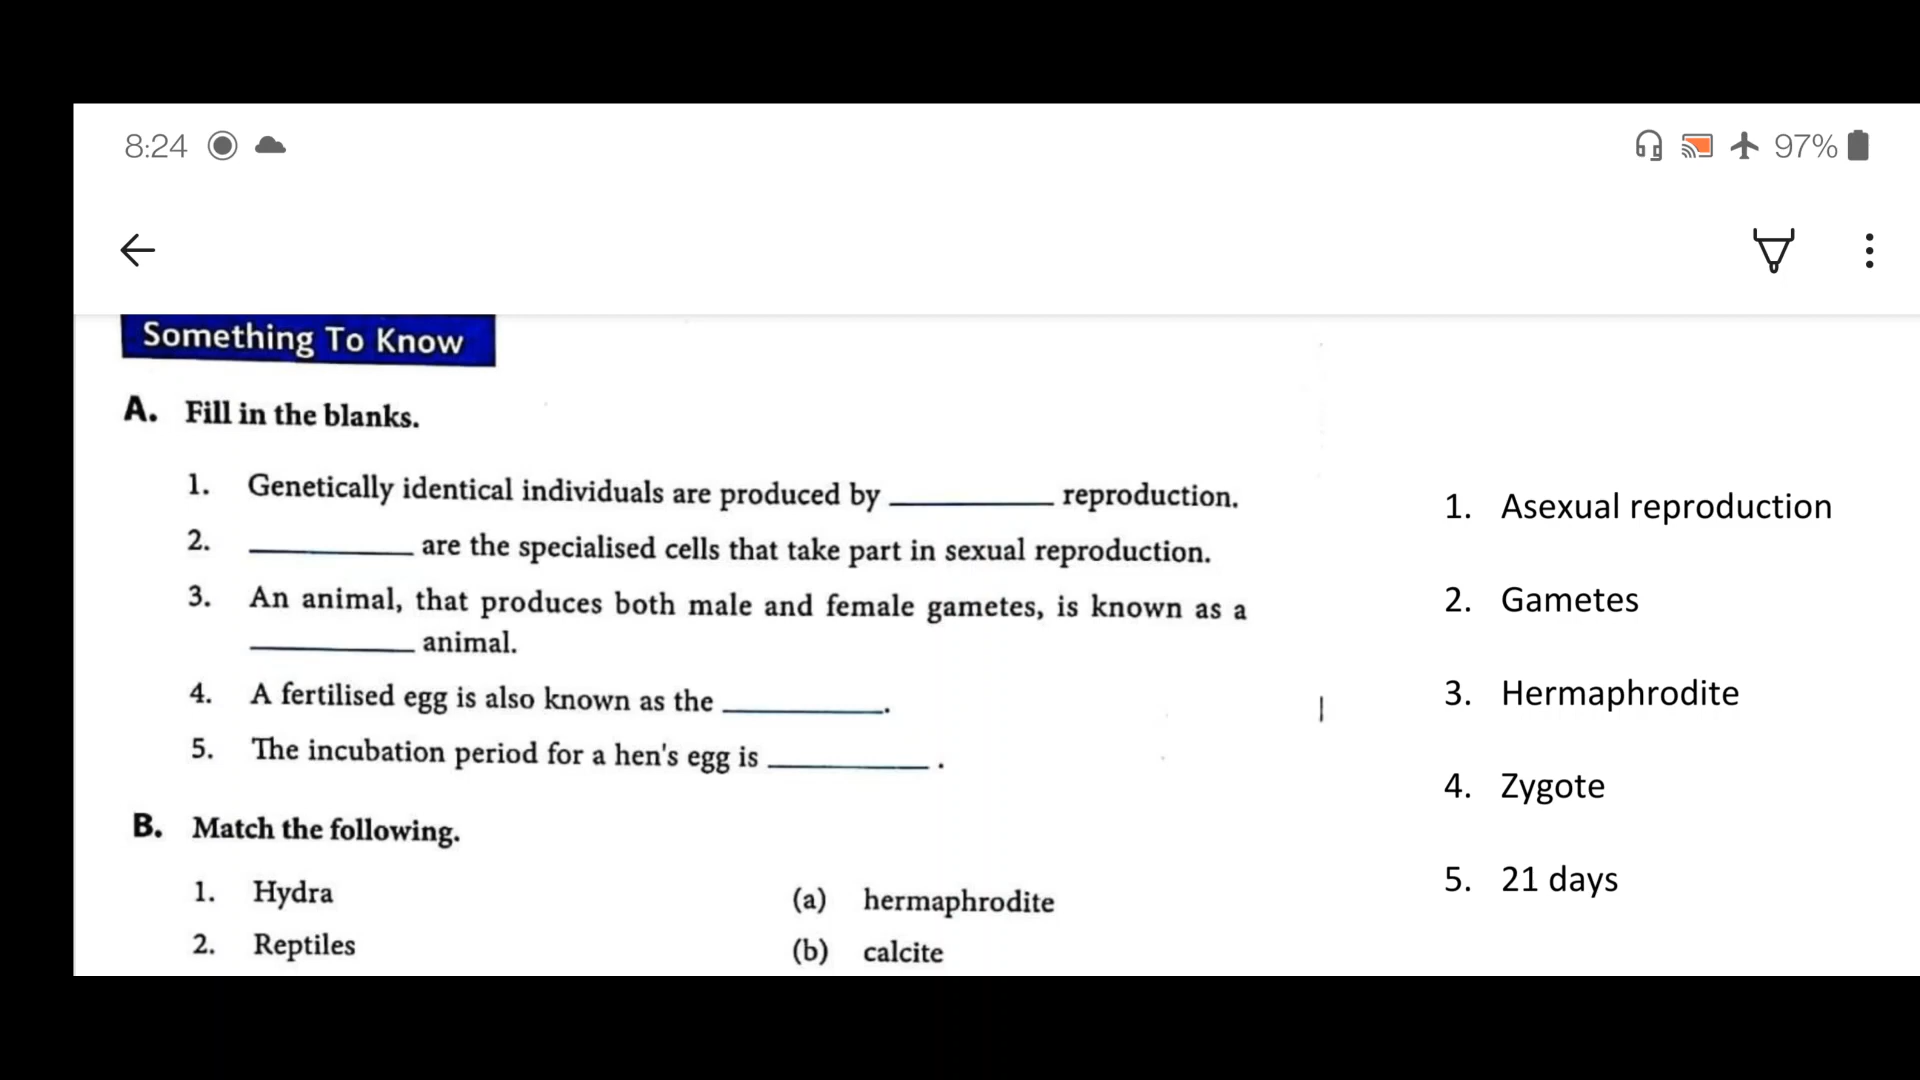 8:24
97%
Something To Know
A. Fill in the blanks.
1. Genetically identical individuals are produced by __________ reproduction.
2. __________ are the specialised cells that take part in sexual reproduction.
3. An animal, that produces both male and female gametes, is known as a
__________ animal.
4. A fertilised egg is also known as the __________.
5. The incubation period for a hen's egg is __________ .
B. Match the following.
1. Hydra (a) hermaphrodite
2. Reptiles (b) calcite
1. Asexual reproduction
2. Gametes
3. Hermaphrodite
4. Zygote
5. 21 days